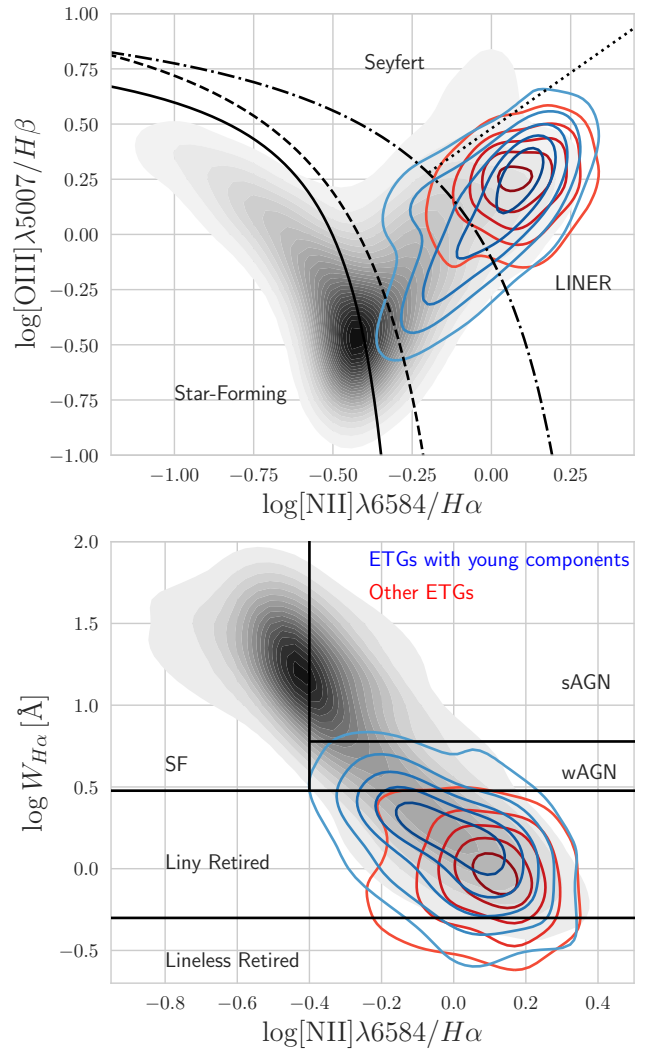 1.00
0.75
0.50
0.25
0.00
−0.25
−0.50
−0.75
−1.00
log[OIII]λ5007/Hβ
Seyfert
LINER
Star-Forming
−1.00 −0.75 −0.50 −0.25 0.00 0.25
log[NII]λ6584/Hα
2.0
1.5
1.0
0.5
0.0
−0.5
log W_{Hα} [Å]
ETGs with young components
Other ETGs
sAGN
SF
wAGN
Liny Retired
Lineless Retired
−0.8 −0.6 −0.4 −0.2 0.0 0.2 0.4
log[NII]λ6584/Hα